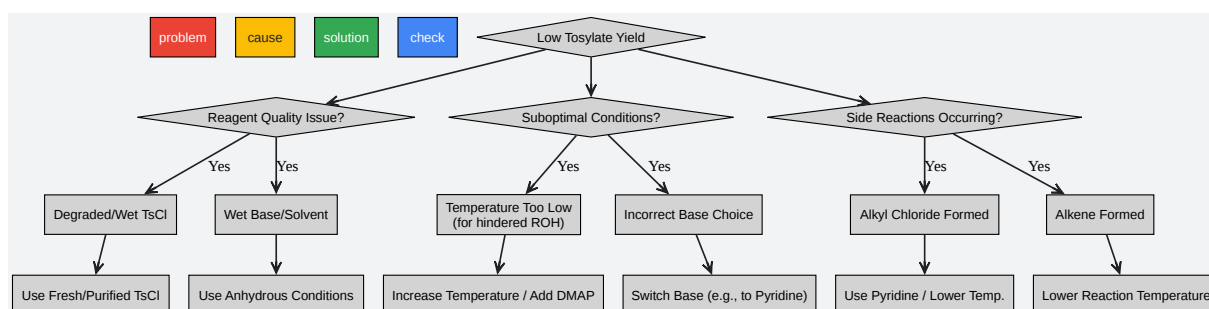 problem
cause
solution
check
Low Tosylate Yield
Reagent Quality Issue?
Suboptimal Conditions?
Side Reactions Occurring?
Yes
Yes
Yes
Yes
Yes
Yes
Degraded/Wet TsCl
Wet Base/Solvent
Temperature Too Low
(for hindered ROH)
Incorrect Base Choice
Alkyl Chloride Formed
Alkene Formed
Use Fresh/Purified TsCl
Use Anhydrous Conditions
Increase Temperature / Add DMAP
Switch Base (e.g., to Pyridine)
Use Pyridine / Lower Temp.
Lower Reaction Temperature